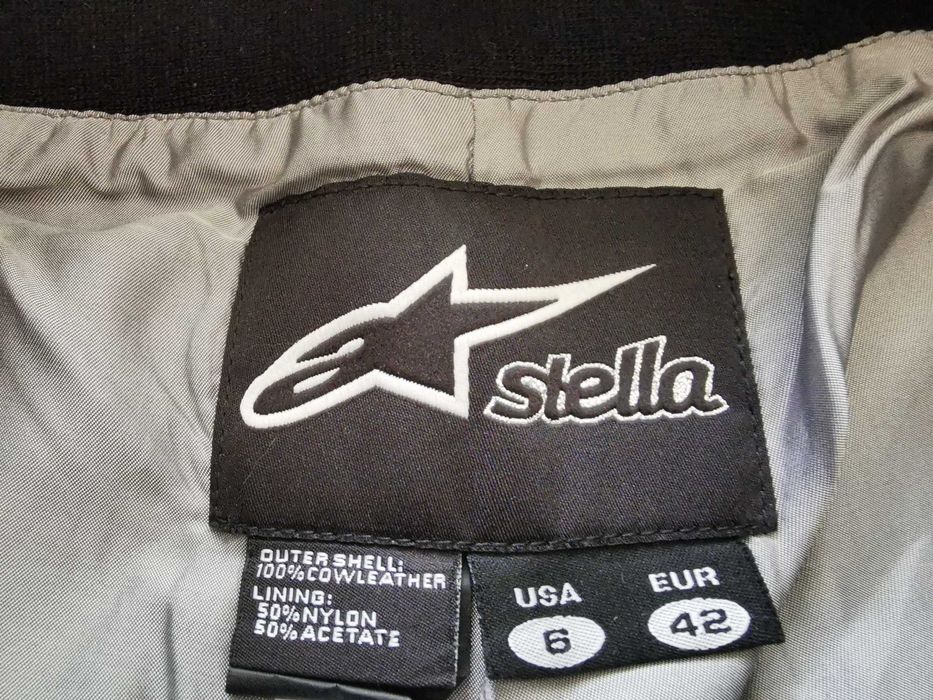 stella
OUTER SHELL:
100% COWLEATHER
LINING:
50% NYLON
50% ACETATE
USA
6
EUR
42